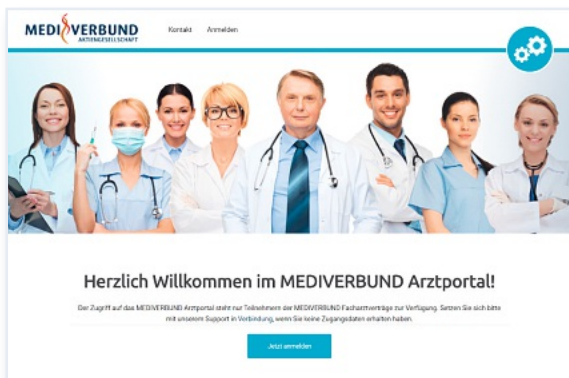 MEDIVERBUND
AKTIENGESELLSCHAFT
Kontakt Anmelden
Herzlich Willkommen im MEDIVERBUND Arztportal!
Der Zugriff auf das MEDIVERBUND Arztportal steht nur Teilnehmern der MEDIVERBUND Facharztverträge zur Verfügung. Setzen Sie sich bitte
mit unserem Support in Verbindung, wenn Sie keine Zugangsdaten erhalten haben.
Jetzt anmelden